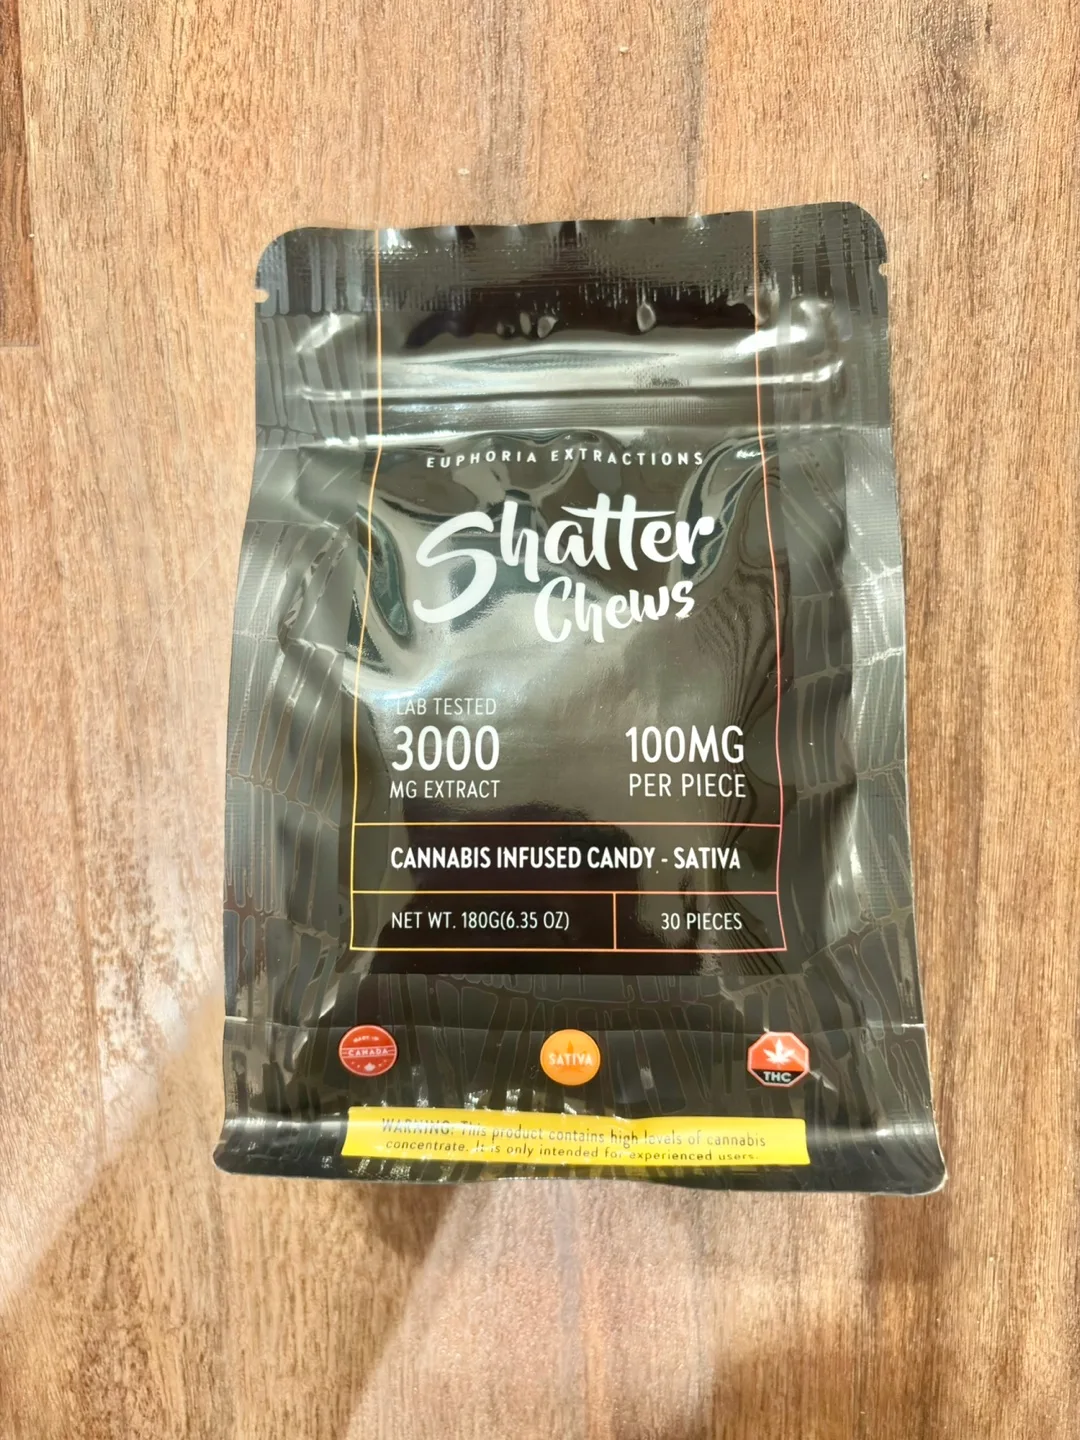 EUPHORIA EXTRACTIONS
Shatter
Chews
LAB TESTED
3000
MG EXTRACT
100MG
PER PIECE
CANNABIS INFUSED CANDY - SATIVA
NET WT. 180G(6.35 OZ)
30 PIECES
MADE IN
CANADA
SATIVA
THC
WARNING: This product contains high levels of cannabis
concentrate. It is only intended for experienced users.